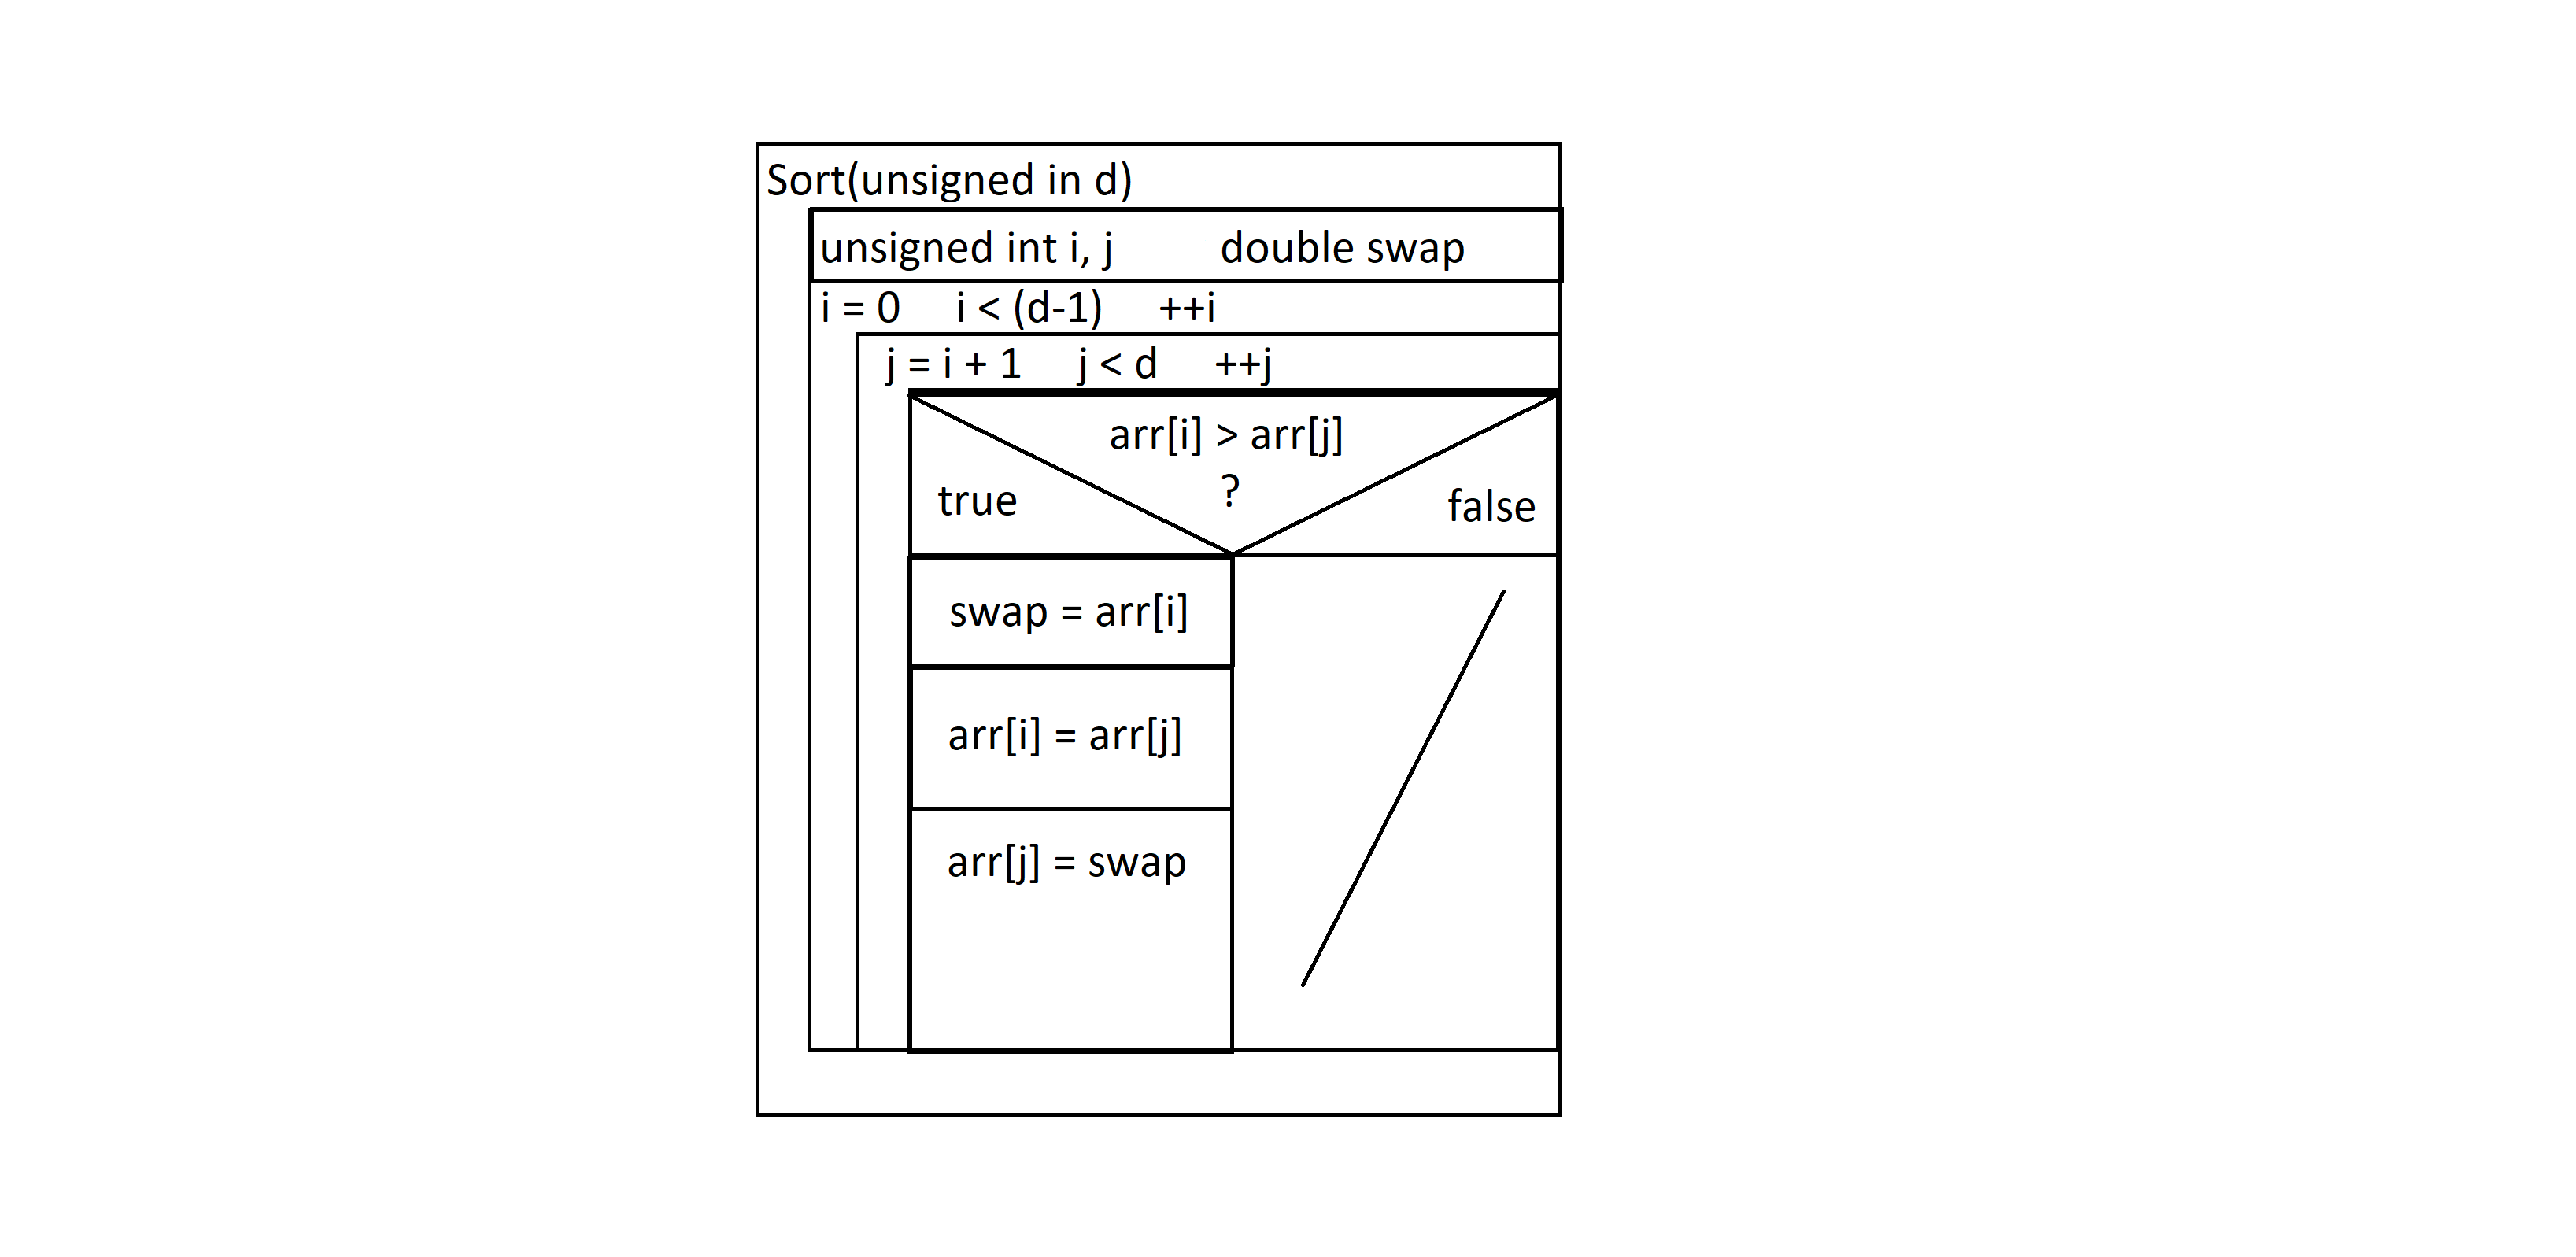 Sort(unsigned in d)
unsigned int i, j double swap
i = 0 i < (d-1) ++i
j = i + 1 j < d ++j
arr[i] > arr[j]
?
true false
swap = arr[i]
arr[i] = arr[j]
arr[j] = swap